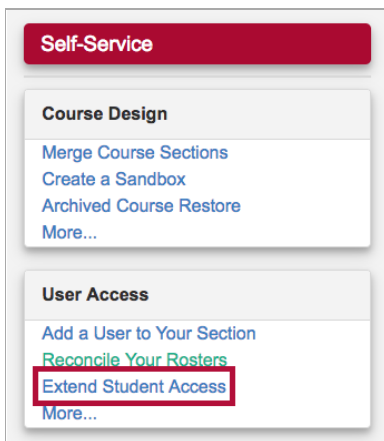 Self-Service
Course Design
Merge Course Sections
Create a Sandbox
Archived Course Restore
More...
User Access
Add a User to Your Section
Reconcile Your Rosters
Extend Student Access
More...